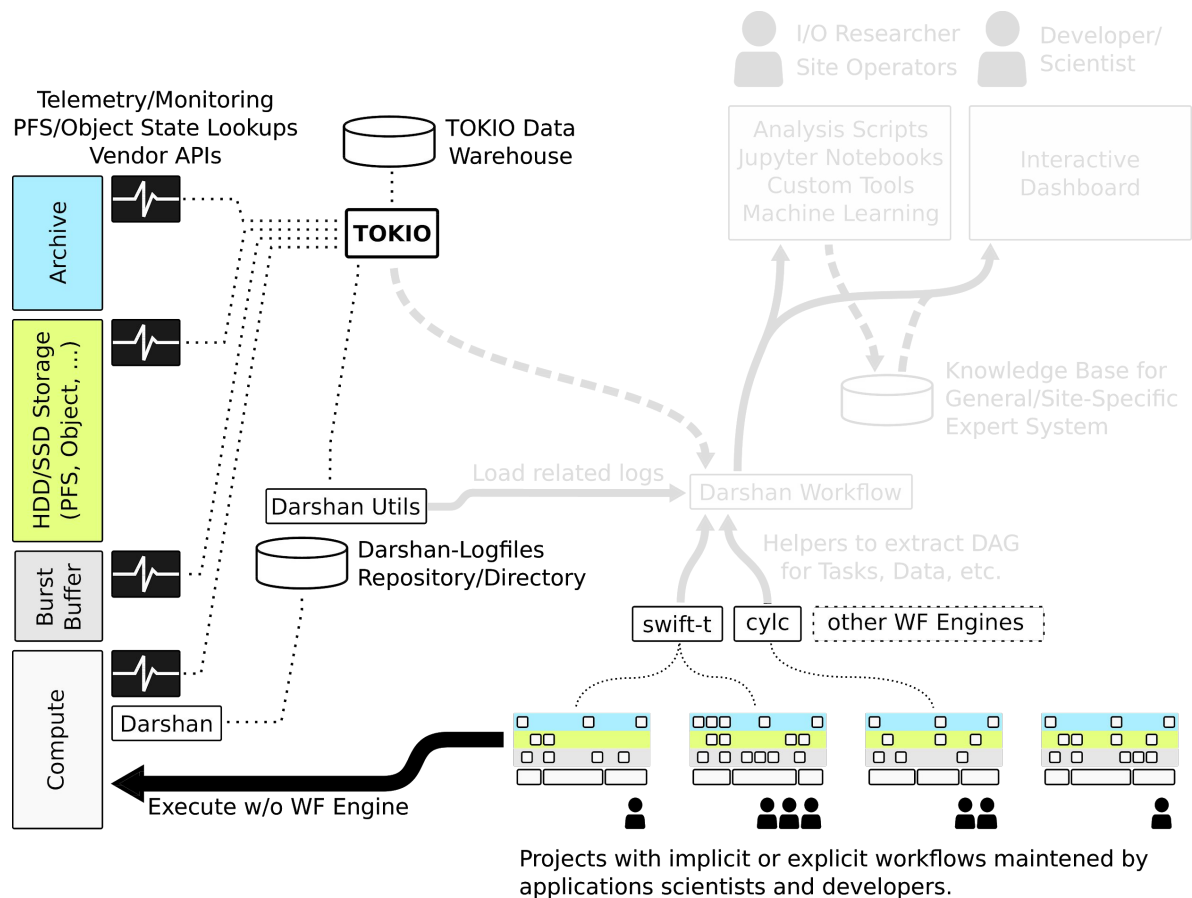 I/O Researcher
Site Operators
Developer/
Scientist
Telemetry/Monitoring
PFS/Object State Lookups
Vendor APIs
TOKIO Data
Warehouse
Analysis Scripts
Jupyter Notebooks
Custom Tools
Machine Learning
Interactive
Dashboard
Archive
TOKIO
HDD/SSD Storage
(PFS, Object, ...)
Knowledge Base for
General/Site-Specific
Expert System
Load related logs
Darshan Utils
Darshan Workflow
Darshan-Logfiles
Repository/Directory
Helpers to extract DAG
for Tasks, Data, etc.
Burst
Buffer
swift-t
cylc
other WF Engines
Compute
Darshan
Execute w/o WF Engine
Projects with implicit or explicit workflows maintened by
applications scientists and developers.